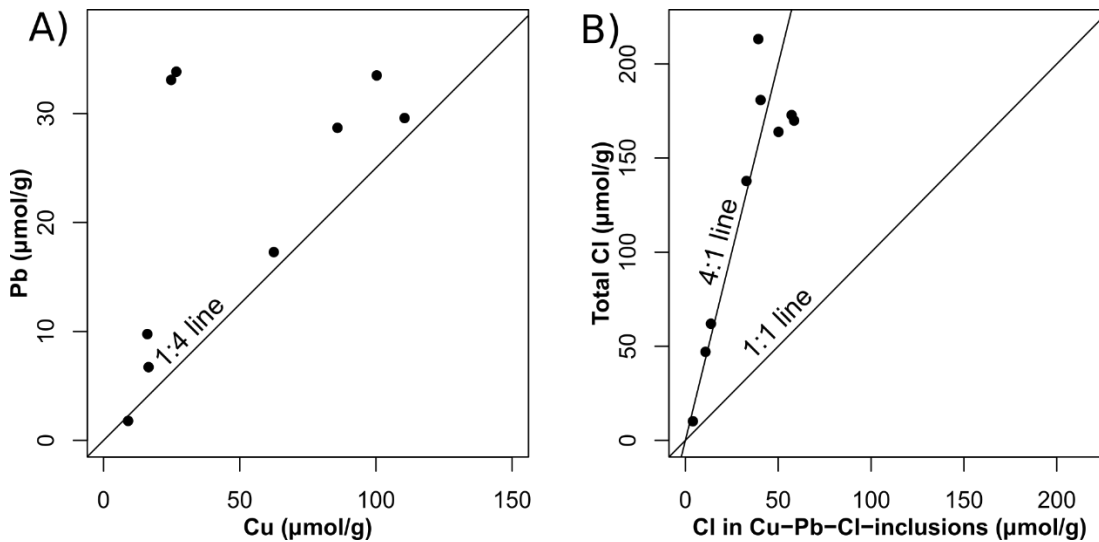 A)
Pb (µmol/g)
30
20
10
0
1:4 line
0 50 100 150
Cu (µmol/g)
B)
Total Cl (µmol/g)
200
150
100
50
0
4:1 line
1:1 line
0 50 100 150 200
Cl in Cu−Pb−Cl−inclusions (µmol/g)